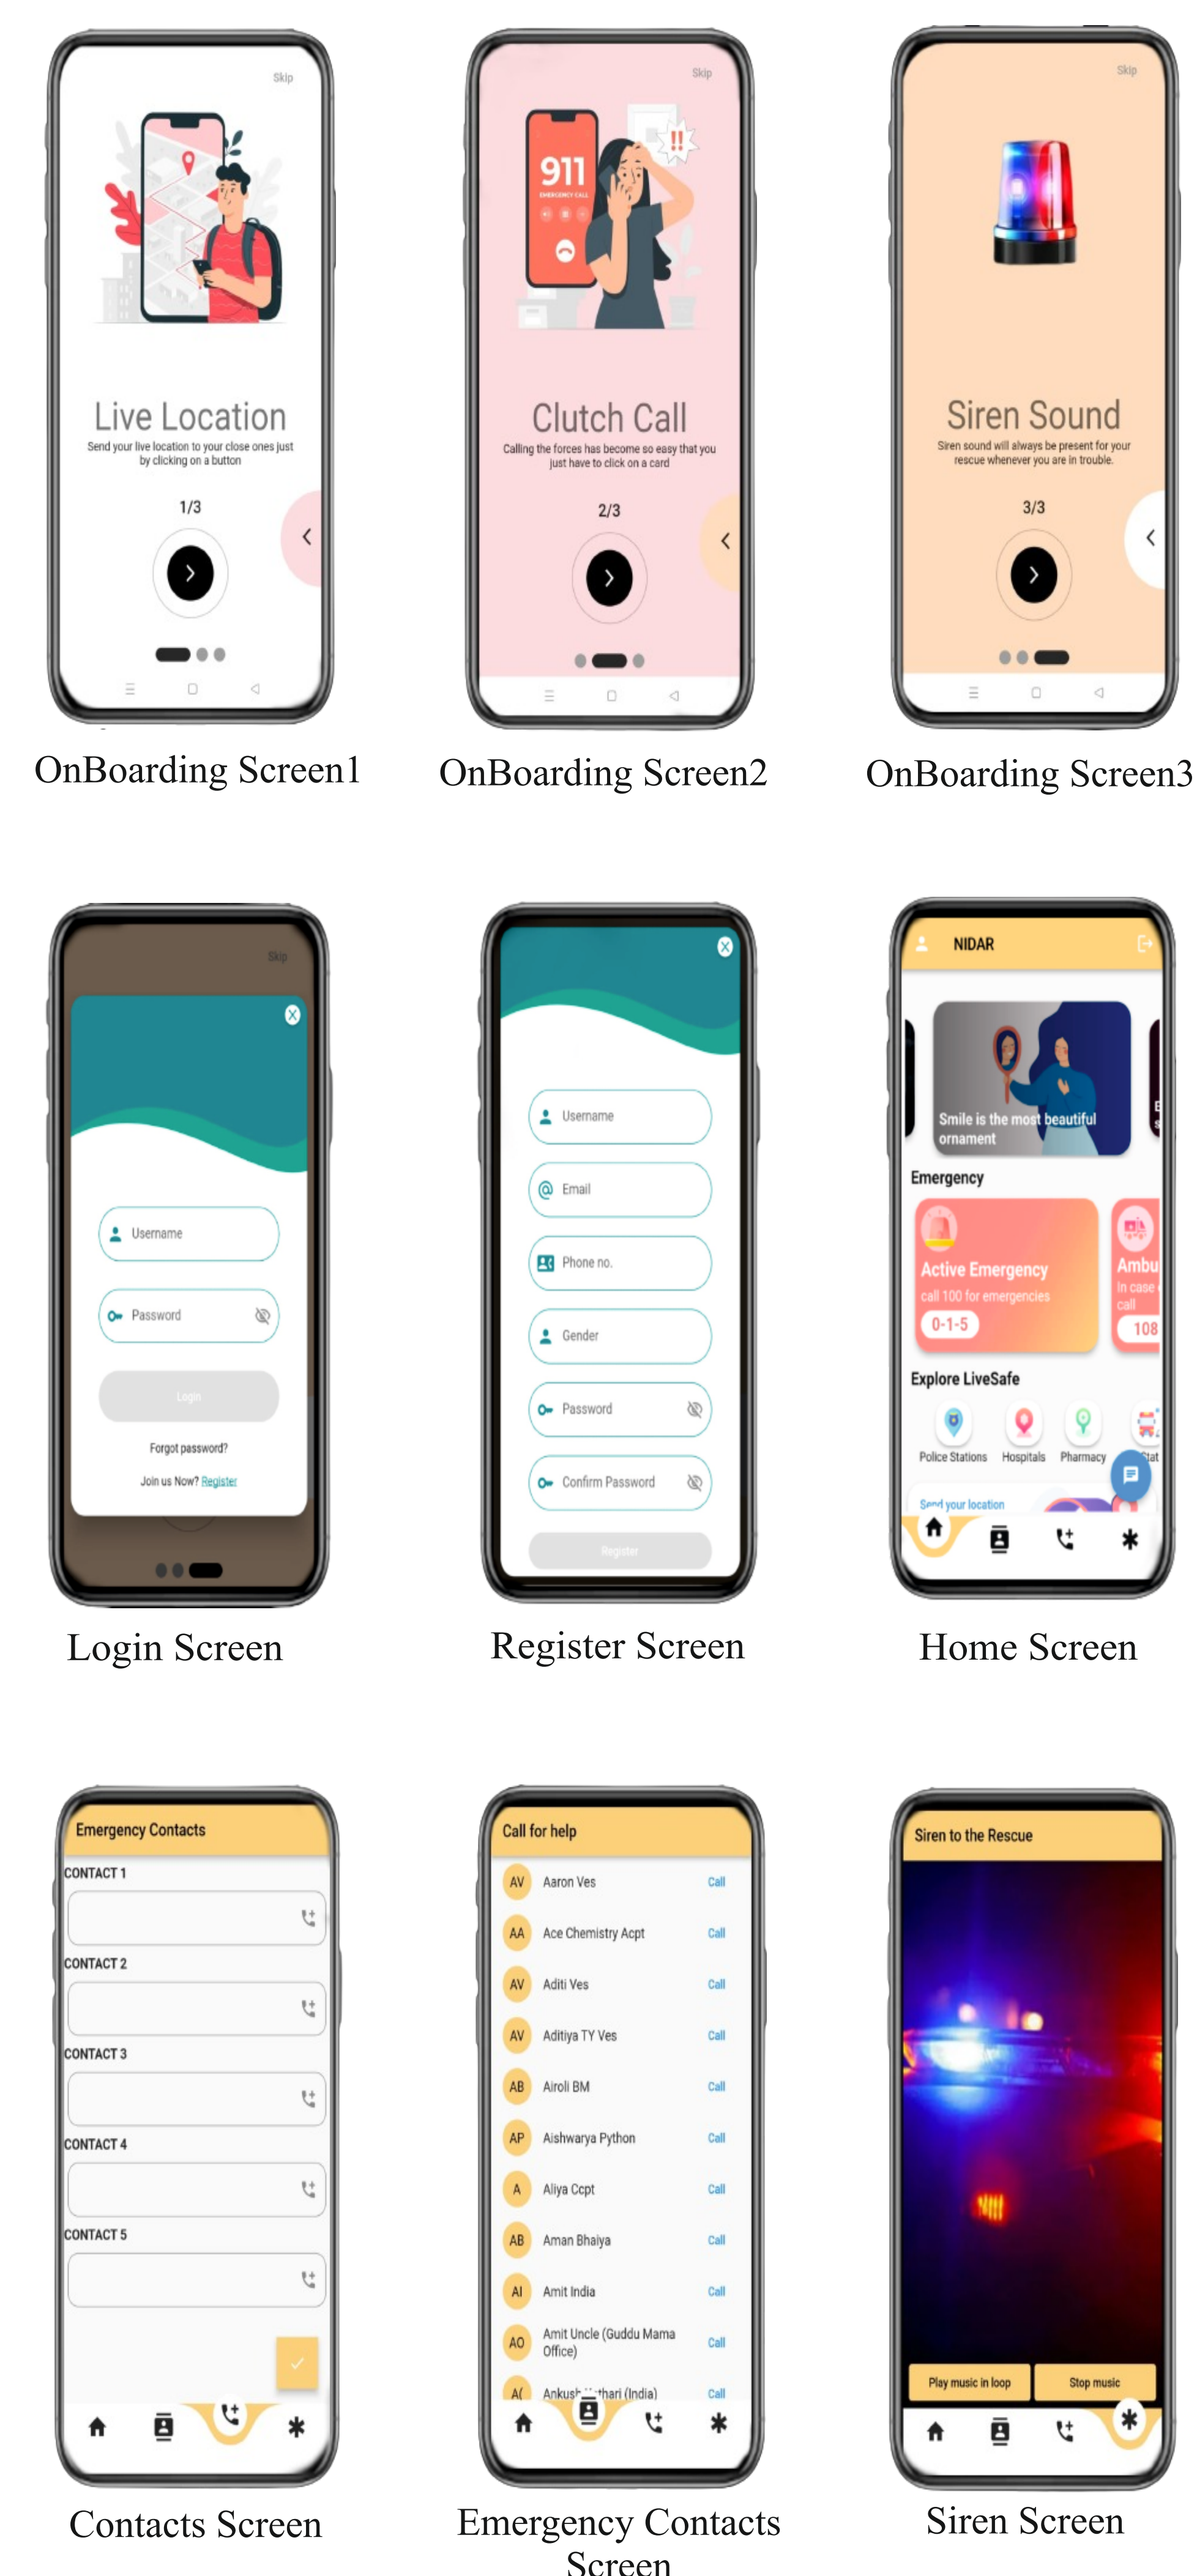 Skip
911
EMERGENCY CALL
!!
Live Location
Send your live location to your close ones just
by clicking on a button
1/3
OnBoarding Screen1
Skip
Clutch Call
Calling the forces has become so easy that you
just have to click on a card
2/3
OnBoarding Screen2
Skip
Siren Sound
Siren sound will always be present for your
rescue whenever you are in trouble.
3/3
OnBoarding Screen3
Skip
X
Username
Password
Login
Forgot password?
Join us Now? Register
Login Screen
X
Username
@ Email
Phone no.
Gender
Password
Confirm Password
Register
Register Screen
NIDAR
Smile is the most beautiful
ornament
Emergency
Active Emergency
call 100 for emergencies
0-1-5
Ambu
In case
call
108
Explore LiveSafe
Police Stations
Hospitals
Pharmacy
Stat
Send your location
Home Screen
Emergency Contacts
CONTACT 1
CONTACT 2
CONTACT 3
CONTACT 4
CONTACT 5
Contacts Screen
Call for help
AV Aaron Ves Call
AA Ace Chemistry Acpt Call
AV Aditi Ves Call
AV Aditiya TY Ves Call
AB Airoli BM Call
AP Aishwarya Python Call
A Aliya Ccpt Call
AB Aman Bhaiya Call
AI Amit India Call
AO Amit Uncle (Guddu Mama
Office) Call
A( (India) Call
Emergency Contacts
Screen
Siren to the Rescue
Play music in loop
Stop music
Siren Screen